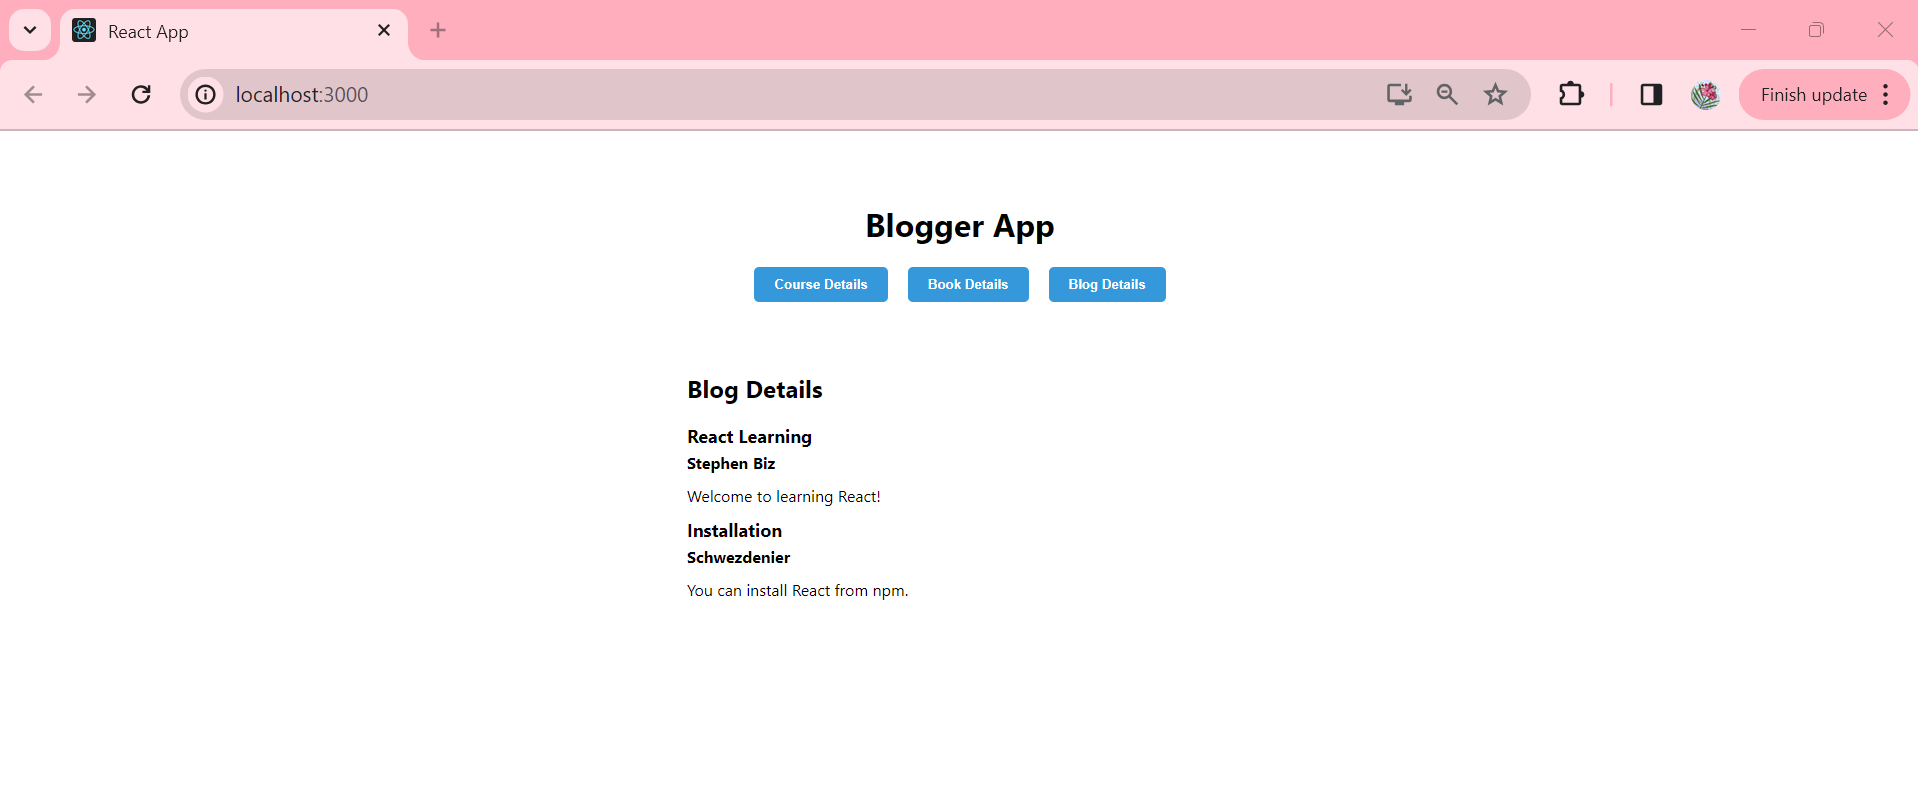 React App
localhost:3000
Finish update
Blogger App
Course Details Book Details Blog Details
Blog Details
React Learning
Stephen Biz
Welcome to learning React!
Installation
Schwezdenier
You can install React from npm.